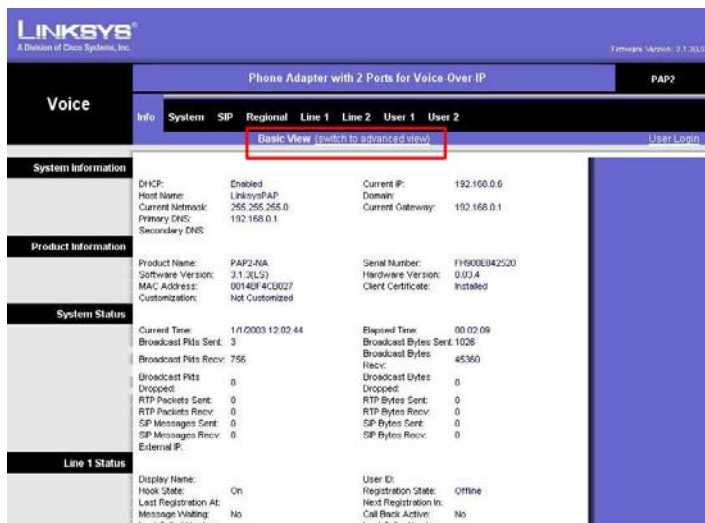 LINKSYS®
A Division of Cisco Systems, Inc.
Firmware Version: 3.1.3(LS)
Phone Adapter with 2 Ports for Voice-Over-IP
PAP2
Voice
Info System SIP Regional Line 1 Line 2 User 1 User 2
Basic View (switch to advanced view)
User Login
System Information
DHCP: Enabled Current IP: 192.168.0.6
Host Name: LinksysPAP Domain:
Current Netmask: 255.255.255.0 Current Gateway: 192.168.0.1
Primary DNS: 192.168.0.1
Secondary DNS:
Product Information
Product Name: PAP2-NA Serial Number:
Software Version: 3.1.3(LS) Hardware Version: 0.03.4
MAC Address: 0014BF4CB027 Client Certificate: Installed
Customization: Not Customized
System Status
Current Time: 1/1/2003 12:02:44 Elapsed Time: 00:02:09
Broadcast Pkts Sent: 3 Broadcast Bytes Sent: 1026
Broadcast Pkts Recv: 756 Broadcast Bytes Recv: 45360
Broadcast Pkts Dropped: 0 Broadcast Bytes Dropped: 0
RTP Packets Sent: 0 RTP Bytes Sent: 0
RTP Packets Recv: 0 RTP Bytes Recv: 0
SIP Messages Sent: 0 SIP Bytes Sent: 0
SIP Messages Recv: 0 SIP Bytes Recv: 0
External IP:
Line 1 Status
Display Name: User ID:
Hook State: On Registration State: Offline
Last Registration At: Next Registration In:
Message Waiting: No Call Back Active: No